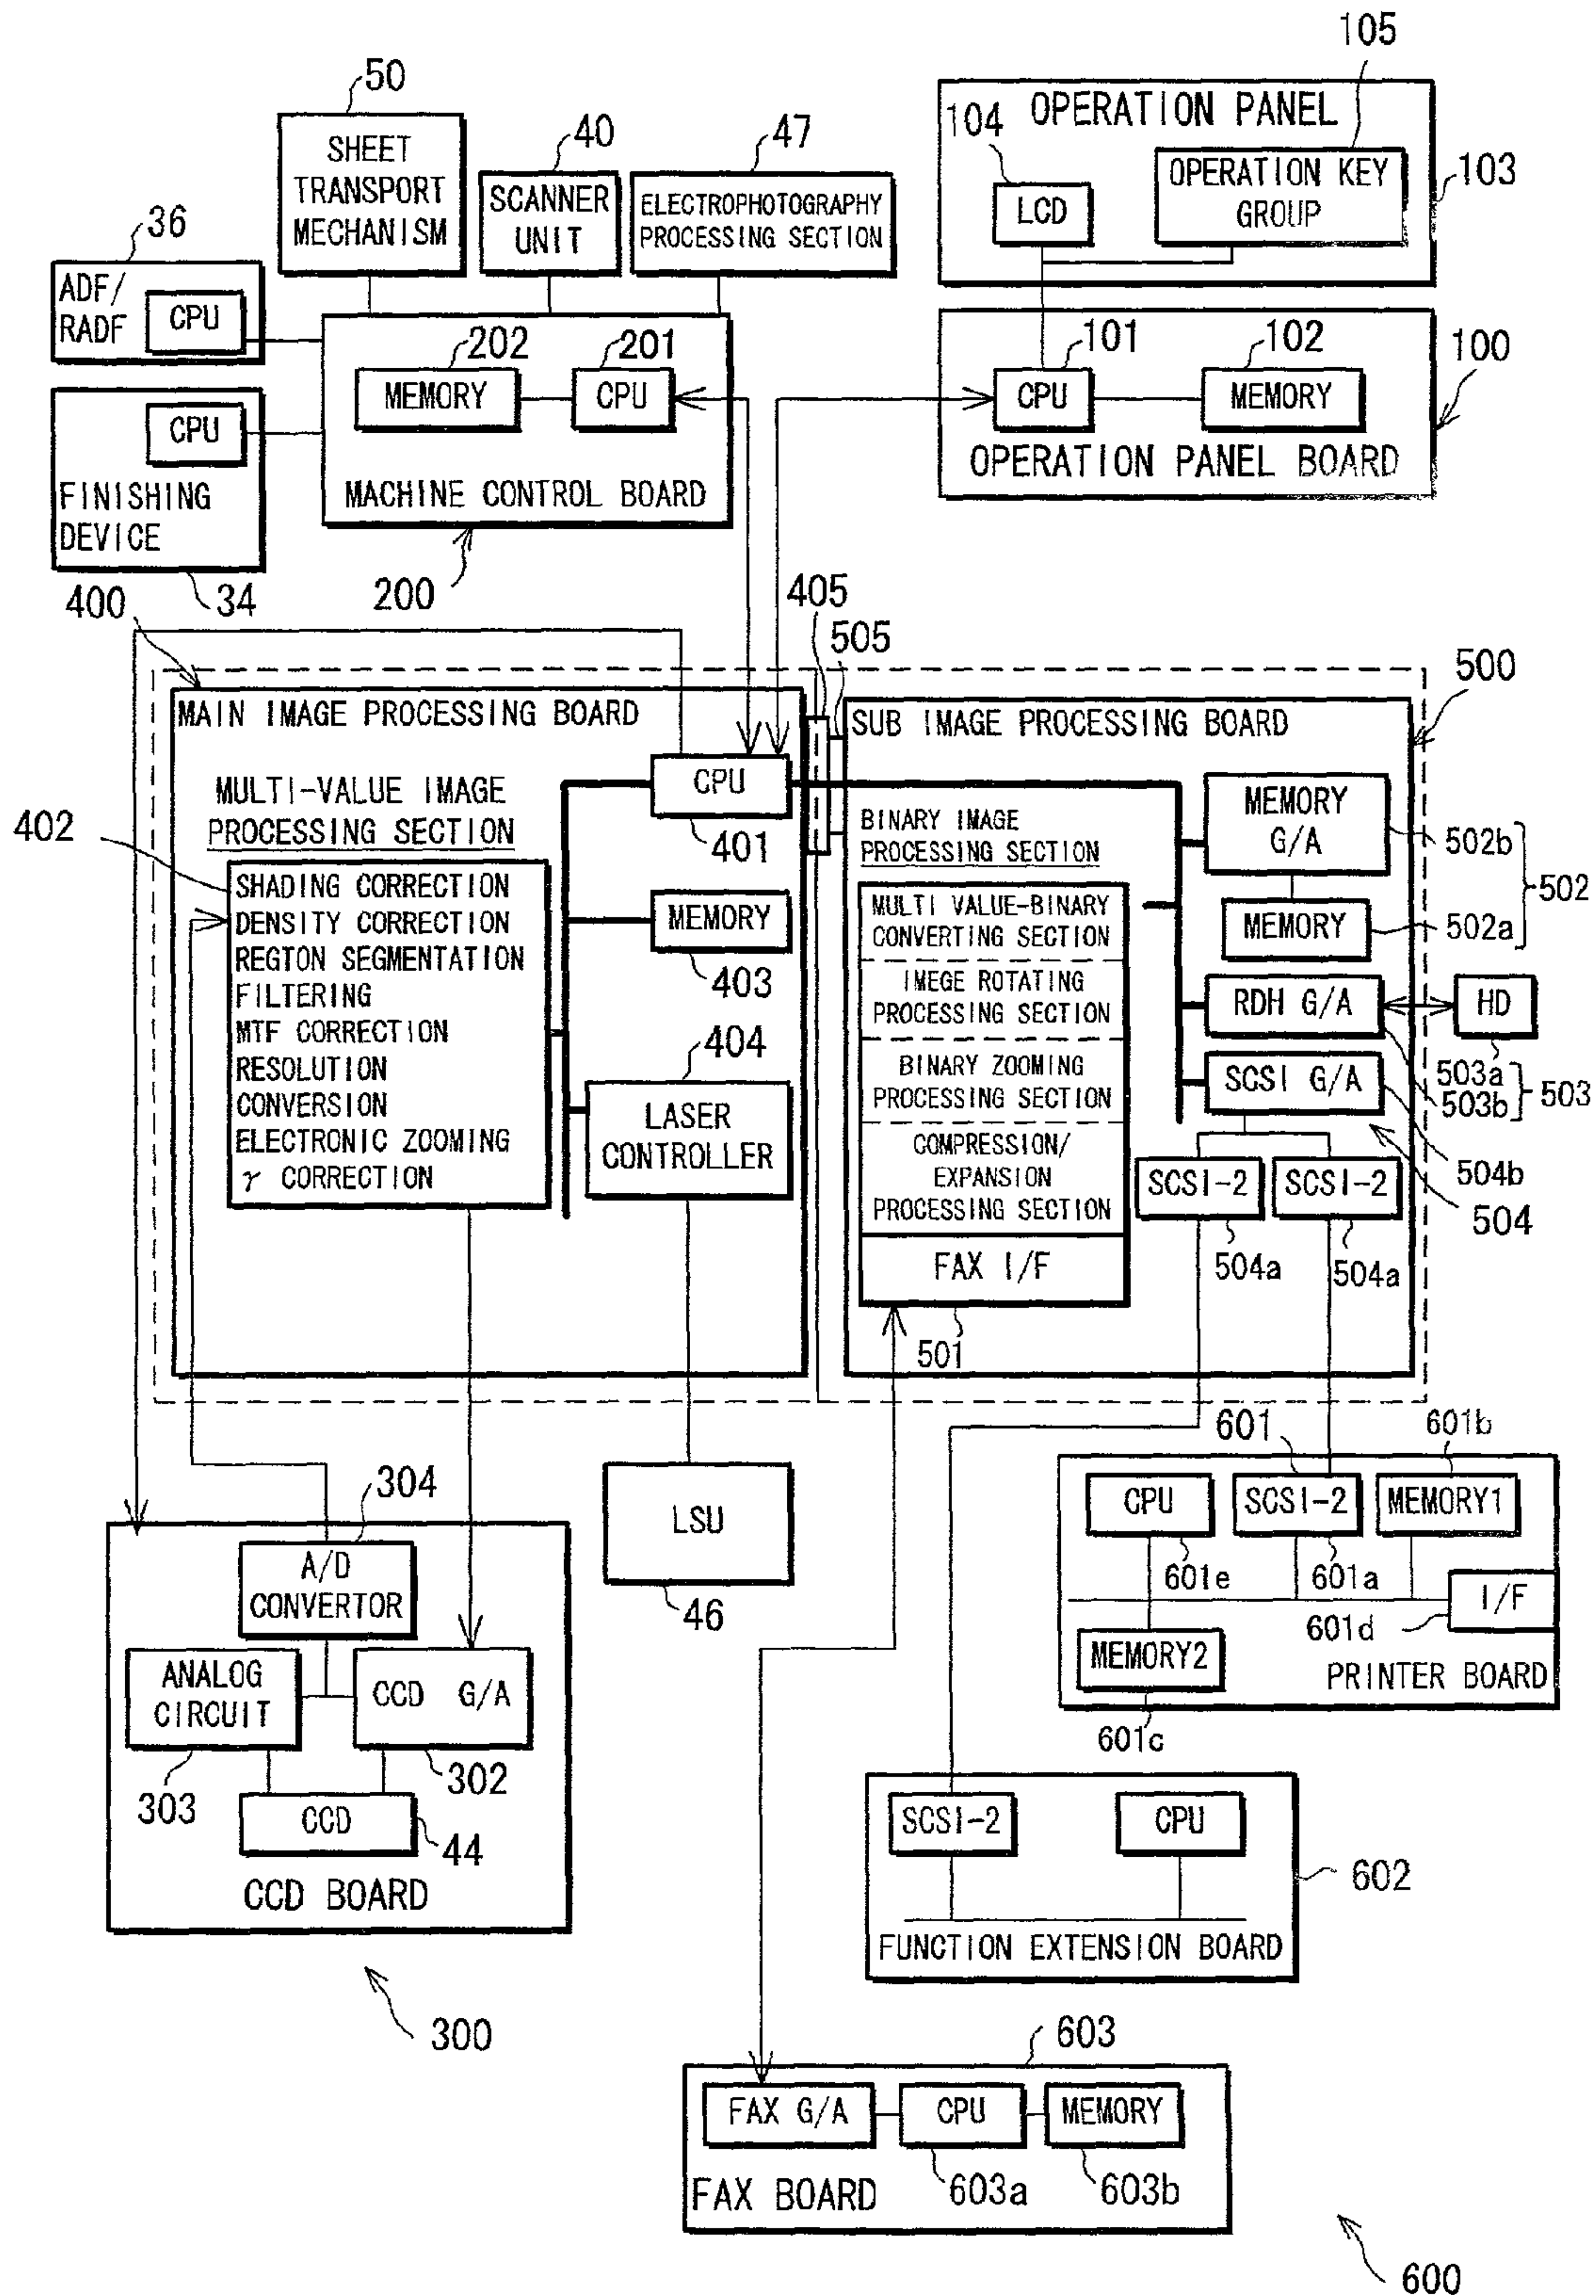 105
50
OPERATION PANEL
104
40
47
SHEET
TRANSPORT
MECHANISM
OPERATION KEY
GROUP
103
SCANNER
UNIT
ELECTROPHOTOGRAPHY
PROCESSING SECTION
LCD
36
ADF/
RADF
CPU
202
201
101
102
100
MEMORY
CPU
CPU
MEMORY
CPU
OPERATION PANEL BOARD
FINISHING
DEVICE
MACHINE CONTROL BOARD
400
34
200
405
505
500
MAIN IMAGE PROCESSING BOARD
SUB IMAGE PROCESSING BOARD
CPU
MULTI-VALUE IMAGE
PROCESSING SECTION
402
401
BINARY IMAGE
PROCESSING SECTION
MEMORY
G/A
502b
502
SHADING CORRECTION
DENSITY CORRECTION
REGTON SEGMENTATION
FILTERING
MTF CORRECTION
RESOLUTION
CONVERSION
ELECTRONIC ZOOMING
γ CORRECTION
MEMORY
403
MULTI VALUE-BINARY
CONVERTING SECTION
MEMORY
502a
IMEGE ROTATING
PROCESSING SECTION
RDH G/A
HD
404
BINARY ZOOMING
PROCESSING SECTION
SCSI G/A
503a
503b
503
LASER
CONTROLLER
COMPRESSION/
EXPANSION
PROCESSING SECTION
SCSI-2
SCSI-2
504b
504
FAX I/F
504a
504a
501
601
601b
304
LSU
CPU
SCSI-2
MEMORY1
A/D
CONVERTOR
601e
601a
I/F
46
601d
ANALOG
CIRCUIT
CCD G/A
MEMORY2
PRINTER BOARD
601c
303
302
CCD
44
SCSI-2
CPU
602
CCD BOARD
FUNCTION EXTENSION BOARD
300
603
FAX G/A
CPU
MEMORY
FAX BOARD
603a
603b
600